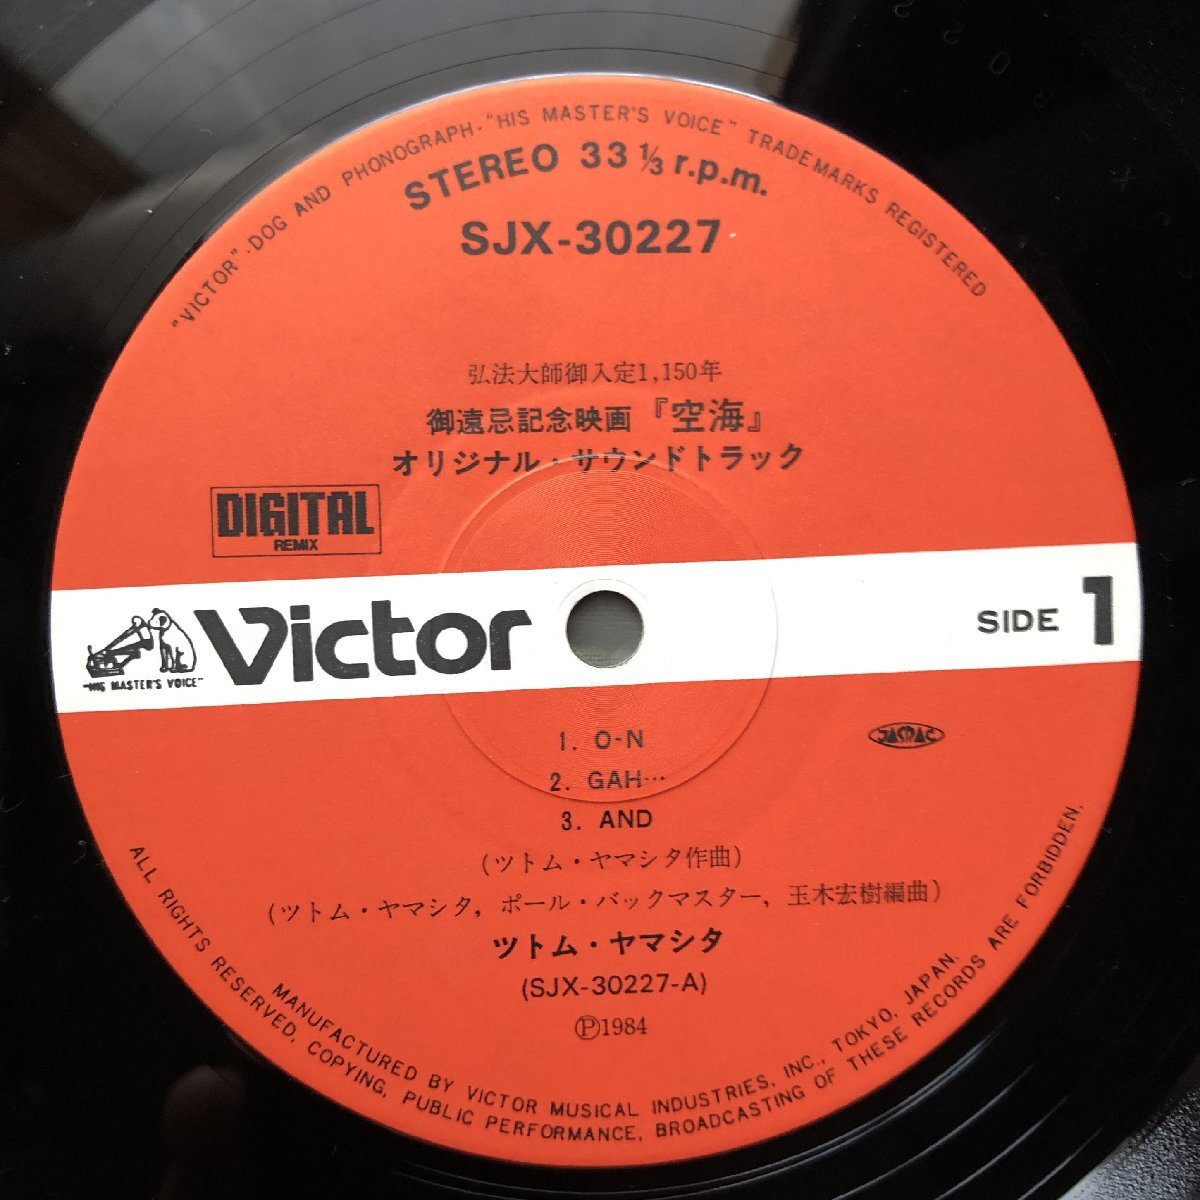 "VICTOR"·DOG AND PHONOGRAPH·"HIS MASTER'S VOICE" TRADEMARKS REGISTERED
STEREO 33 1/3 r.p.m.
SJX-30227
弘法大師御入定1,150年
御遠忌記念映画『空海』
オリジナル・サウンドトラック
DIGITAL
REMIX
"HIS MASTER'S VOICE"
Victor
SIDE 1
1. O-N
2. GAH…
3. AND
JASRAC
(ツトム・ヤマシタ作曲)
(ツトム・ヤマシタ, ポール・バックマスター, 玉木宏樹編曲)
ツトム・ヤマシタ
(SJX-30227-A)
Ⓟ1984
MANUFACTURED BY VICTOR MUSICAL INDUSTRIES, INC., TOKYO, JAPAN.
ALL RIGHTS RESERVED, COPYING, PUBLIC PERFORMANCE, BROADCASTING OF THESE RECORDS ARE FORBIDDEN.